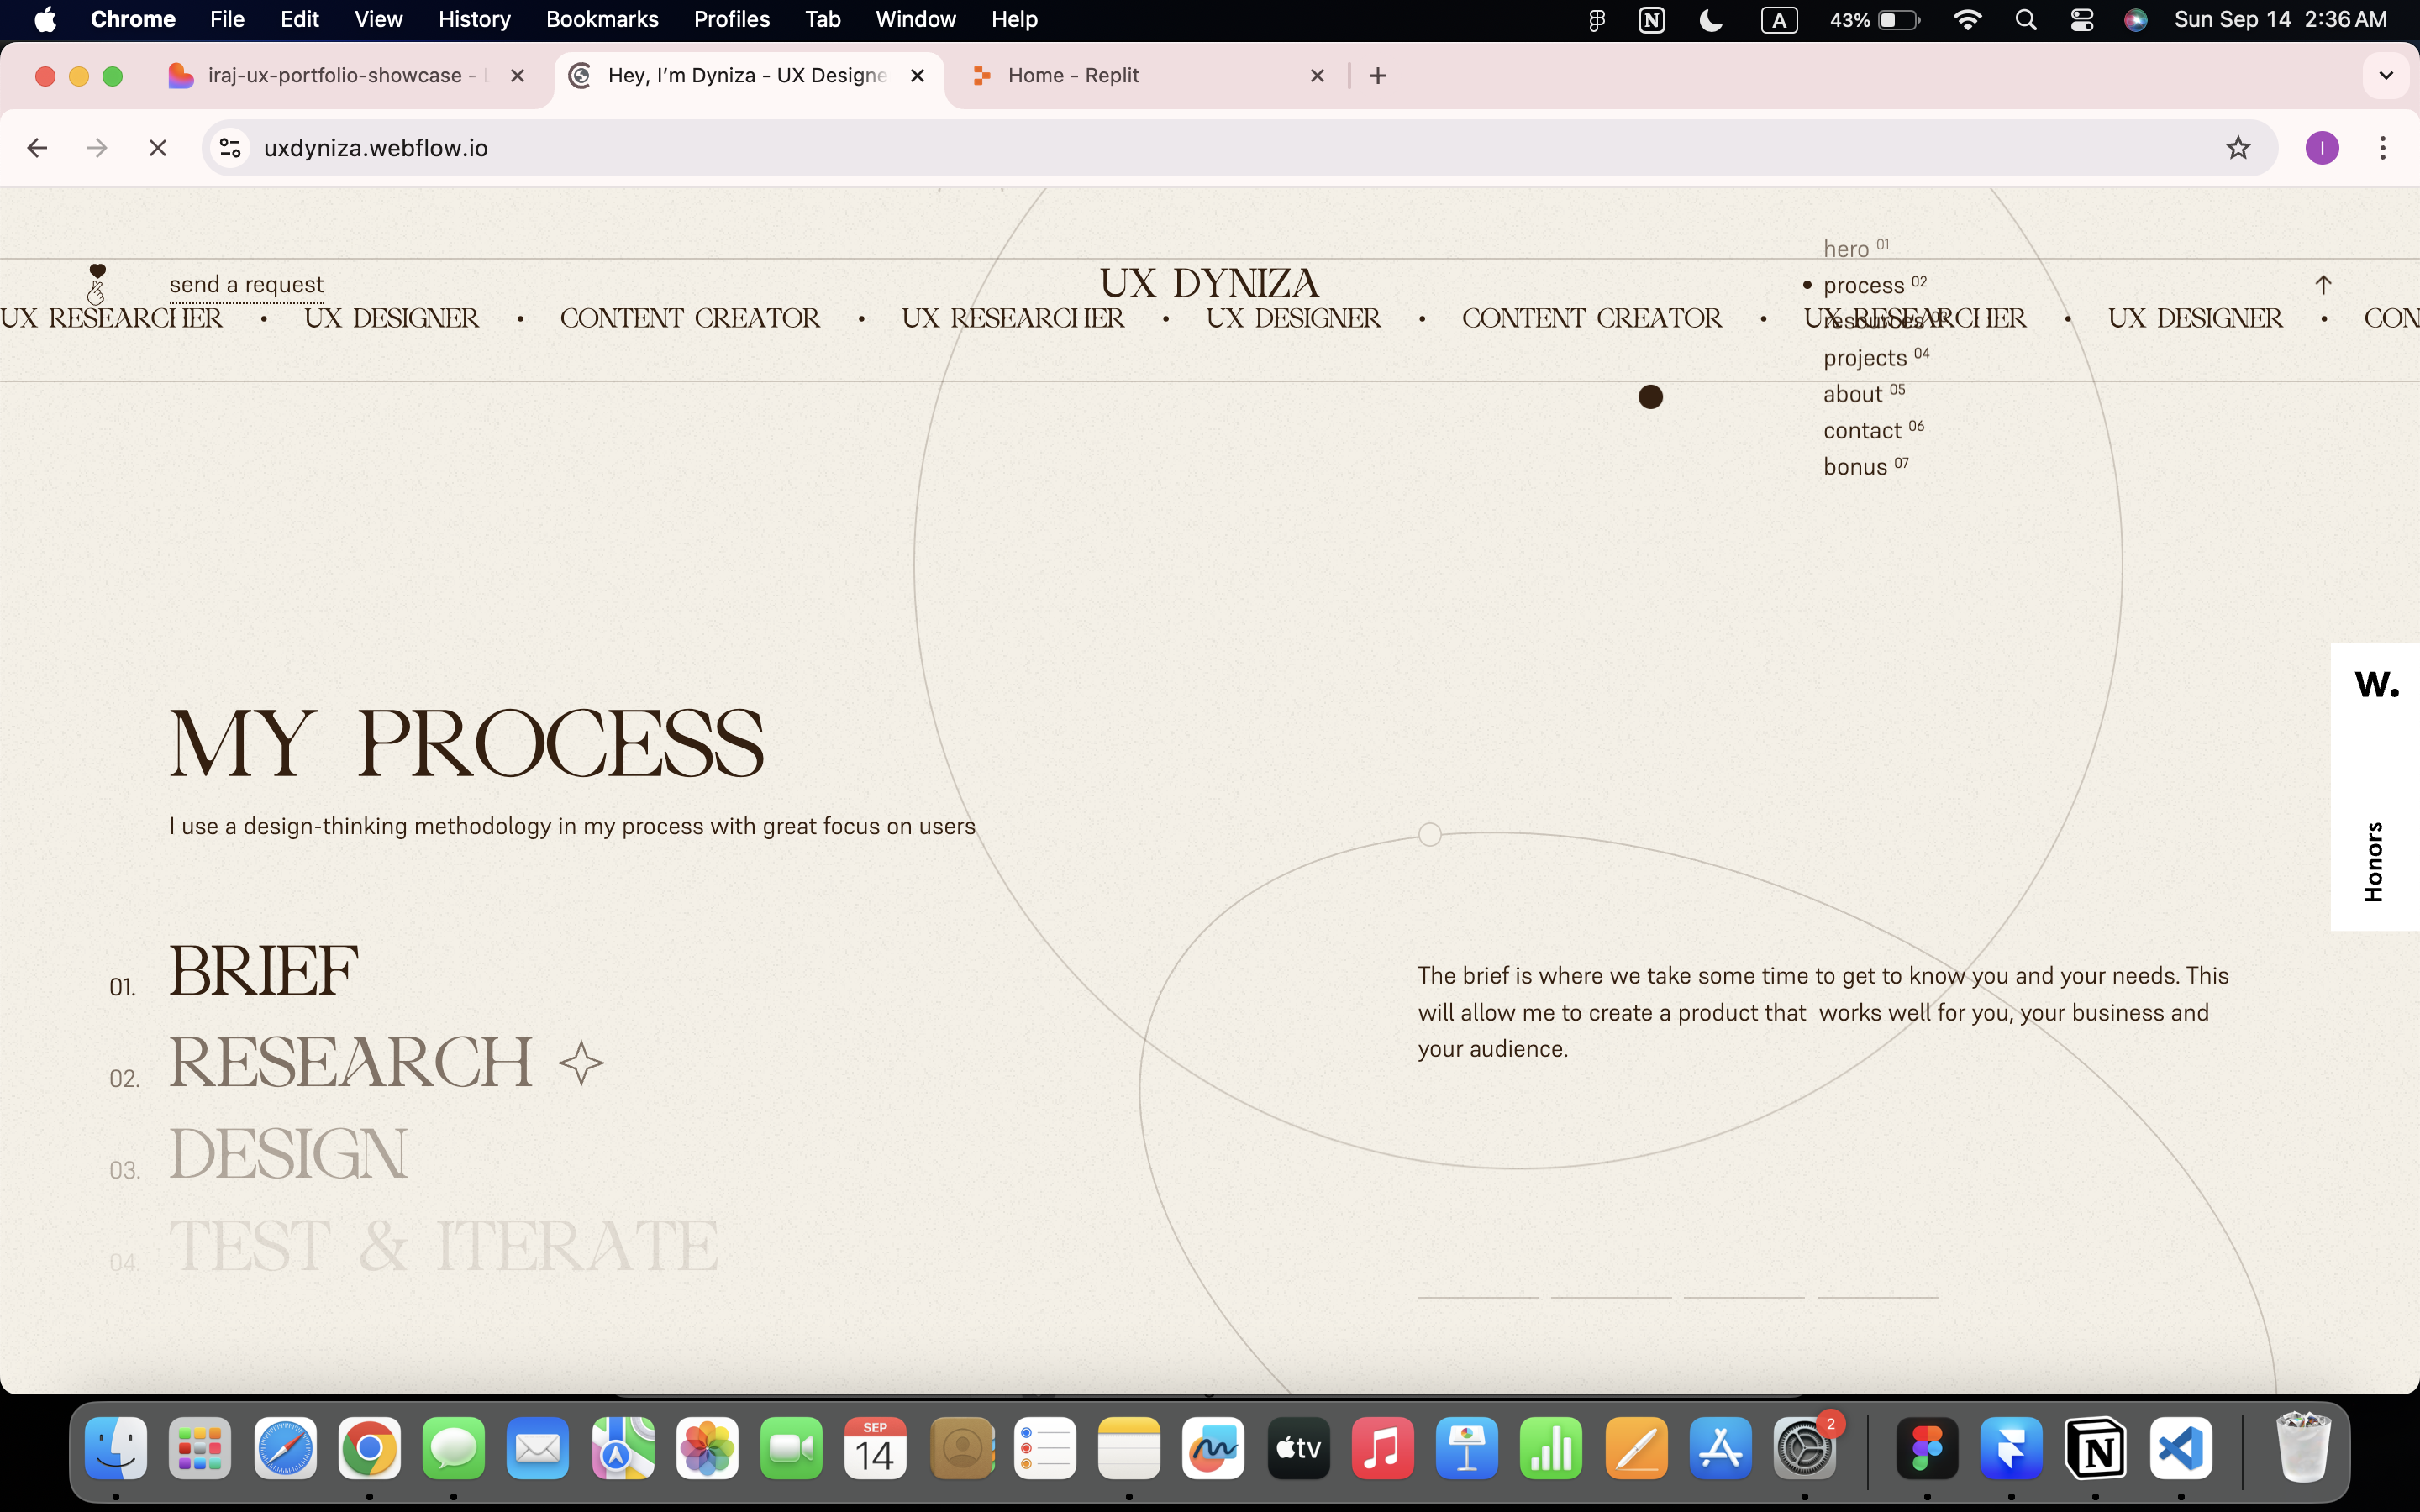 Chrome File Edit View History Bookmarks Profiles Tab Window Help A 43% Sun Sep 14 2:36 AM
iraj-ux-portfolio-showcase - Hey, I'm Dyniza - UX Designe Home - Replit
uxdyniza.webflow.io I
hero 01
send a request UX DYNIZA process 02
UX RESEARCHER • UX DESIGNER • CONTENT CREATOR • UX RESEARCHER • UX DESIGNER • CONTENT CREATOR • UX RESEARCHER • UX DESIGNER • CON
resources 03
projects 04
about 05
contact 06
bonus 07
W.
Honors
MY PROCESS
I use a design-thinking methodology in my process with great focus on users
01. BRIEF
02. RESEARCH
03. DESIGN
04. TEST & ITERATE
The brief is where we take some time to get to know you and your needs. This
will allow me to create a product that works well for you, your business and
your audience.
SEP
14
tv
2